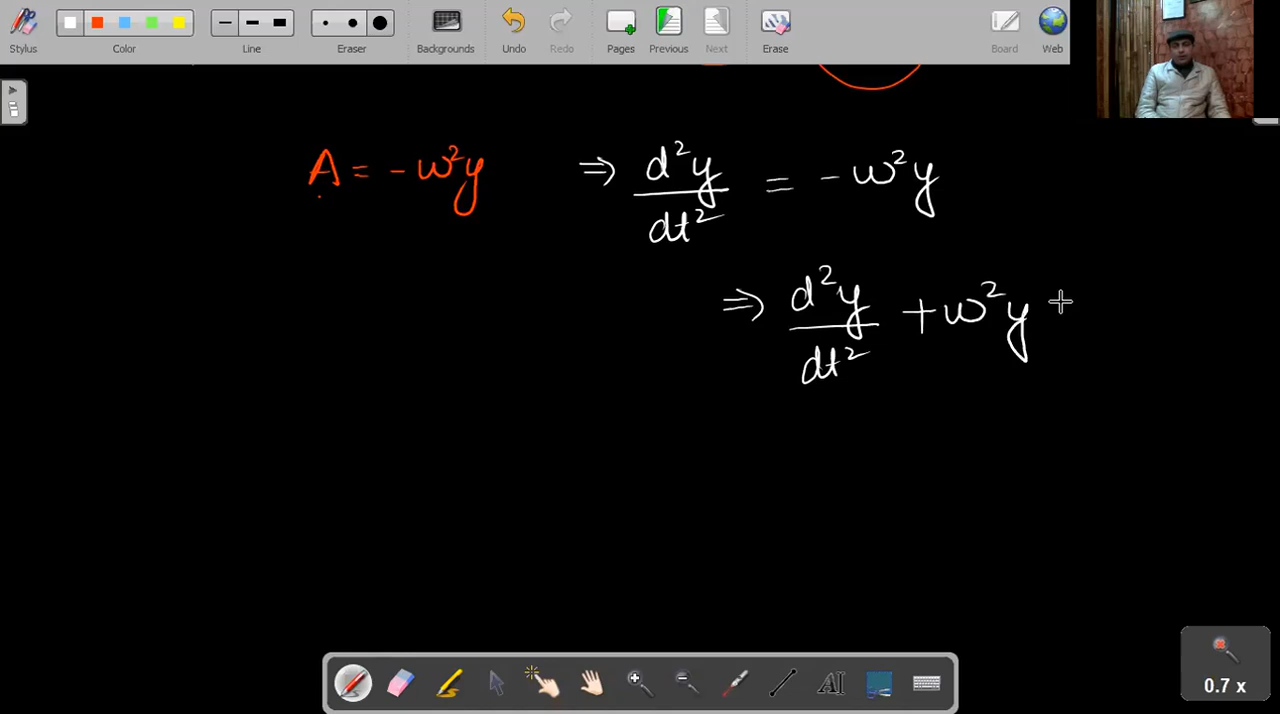 Stylus Color Line Eraser Backgrounds Undo Redo Pages Previous Next Erase Board Web
A = -ω²y ⇒ d²y/dt² = -ω²y
⇒ d²y/dt² + ω²y
0.7 x